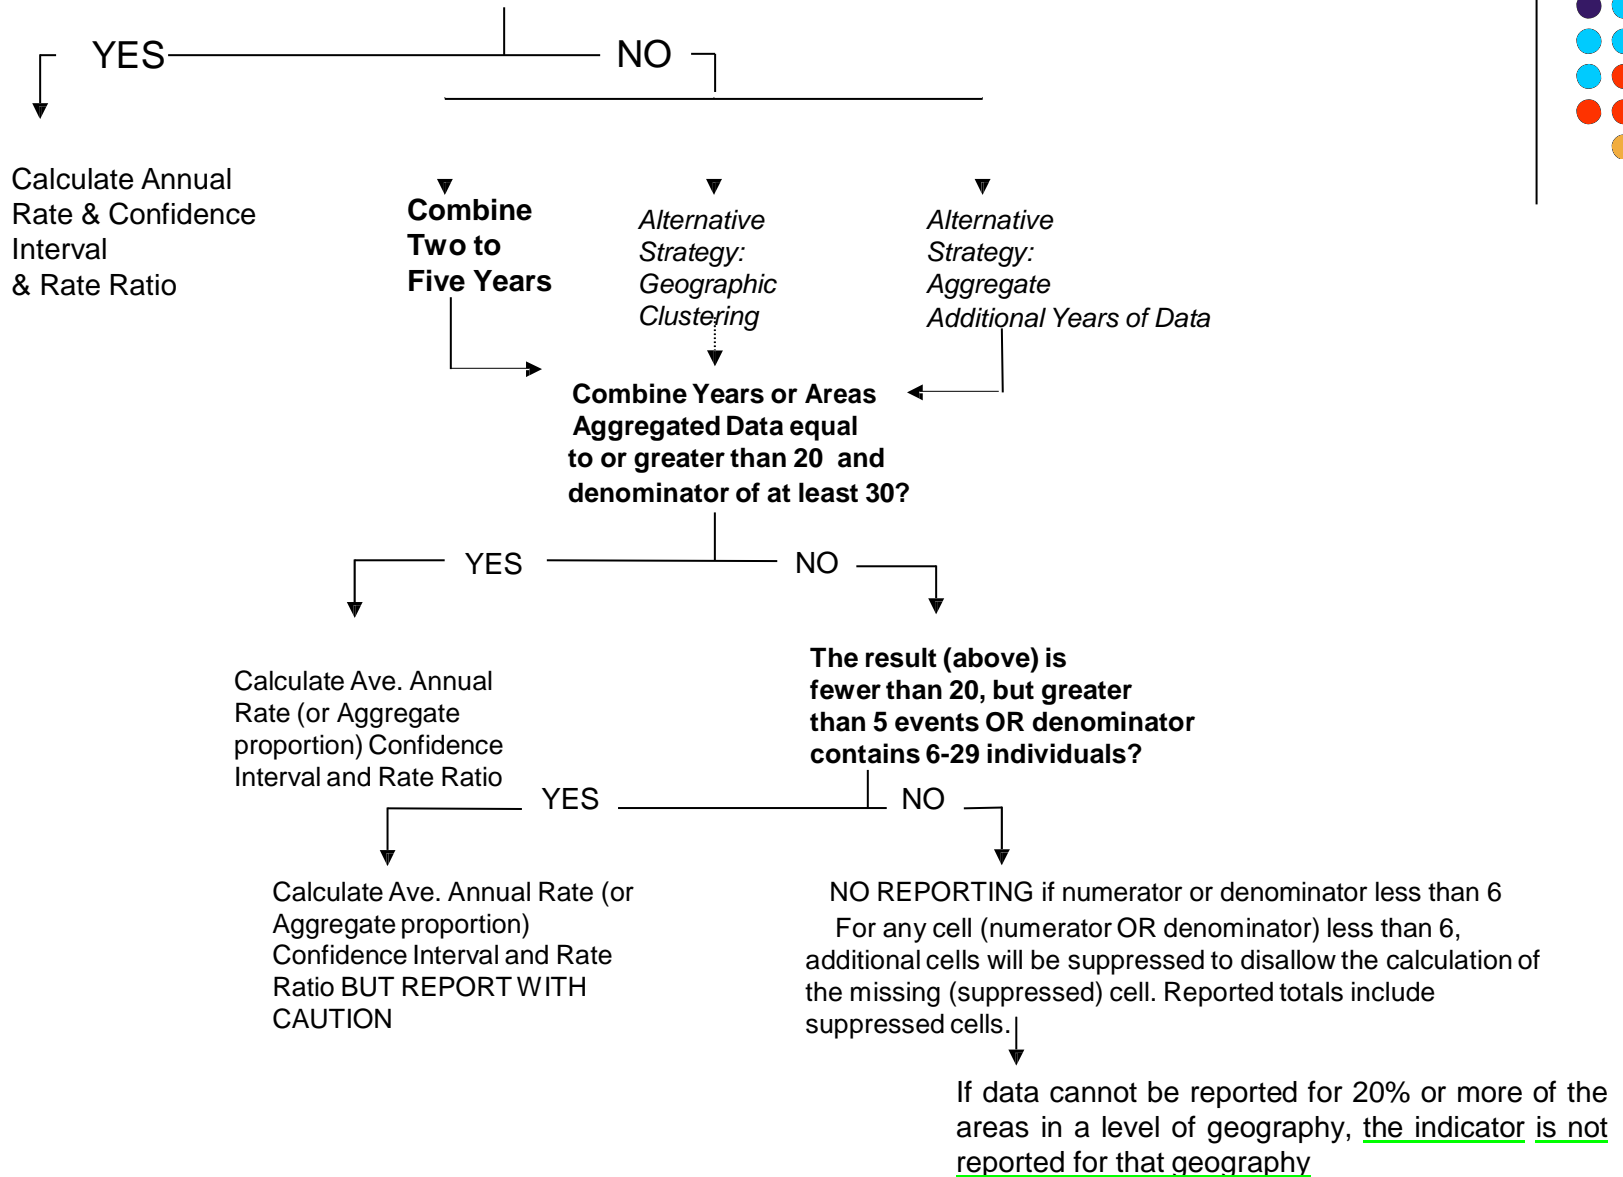 YES
NO
Calculate Annual
Rate & Confidence
Interval
& Rate Ratio
Combine
Two to
Five Years
Alternative
Strategy:
Geographic
Clustering
Alternative
Strategy:
Aggregate
Additional Years of Data
Combine Years or Areas
Aggregated Data equal
to or greater than 20 and
denominator of at least 30?
YES
NO
Calculate Ave. Annual
Rate (or Aggregate
proportion) Confidence
Interval and Rate Ratio
The result (above) is
fewer than 20, but greater
than 5 events OR denominator
contains 6-29 individuals?
YES
NO
Calculate Ave. Annual Rate (or
Aggregate proportion)
Confidence Interval and Rate
Ratio BUT REPORT WITH
CAUTION
NO REPORTING if numerator or denominator less than 6
For any cell (numerator OR denominator) less than 6,
additional cells will be suppressed to disallow the calculation of
the missing (suppressed) cell. Reported totals include
suppressed cells.
If data cannot be reported for 20% or more of the
areas in a level of geography, the indicator is not
reported for that geography